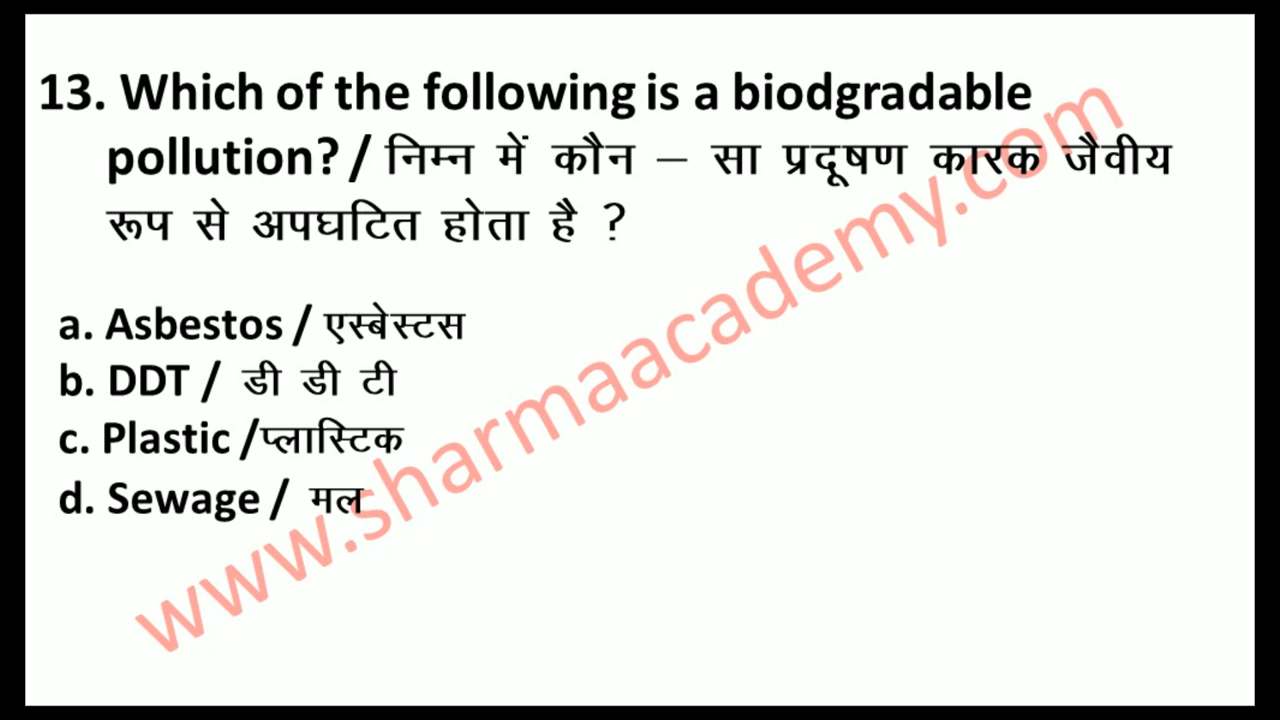 13. Which of the following is a biodgradable
pollution? / निम्न में कौन – सा प्रदूषण कारक जैवीय
रूप से अपघटित होता है ?
a. Asbestos / एस्बेस्टस
b. DDT / डी डी टी
c. Plastic /प्लास्टिक
d. Sewage / मल
www.sharmaacademy.com